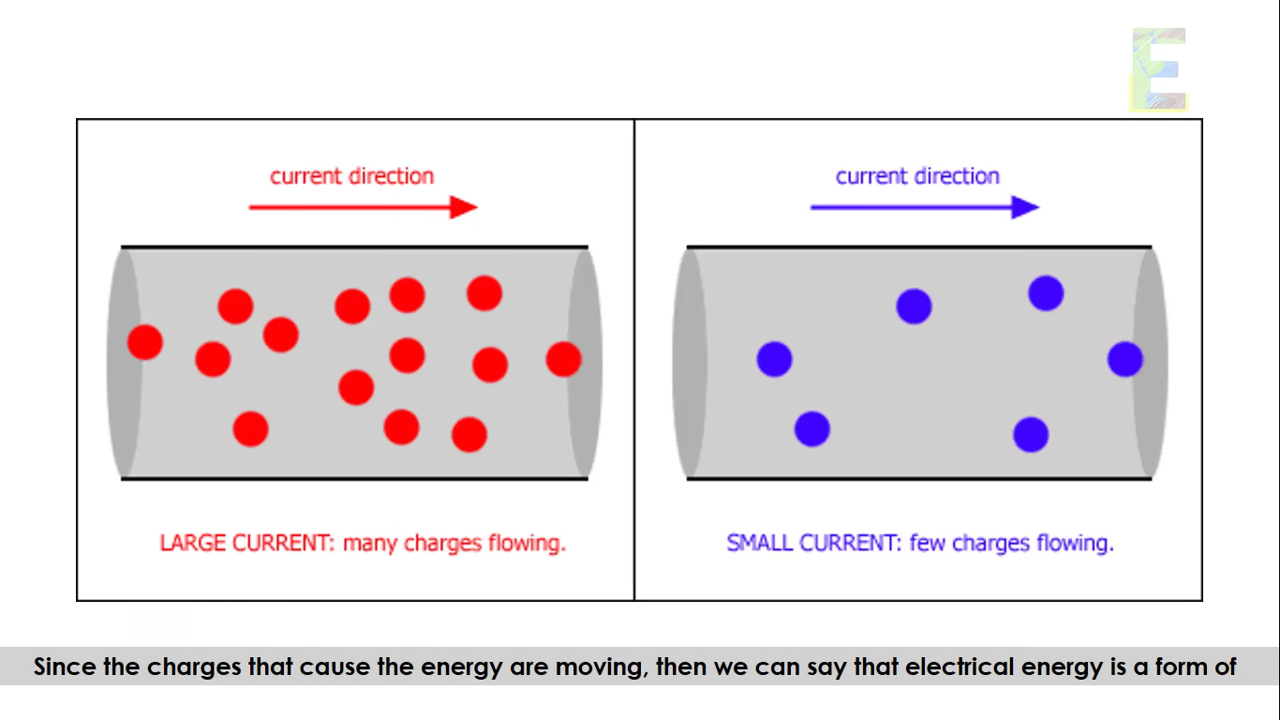 E
current direction
current direction
LARGE CURRENT: many charges flowing.
SMALL CURRENT: few charges flowing.
Since the charges that cause the energy are moving, then we can say that electrical energy is a form of